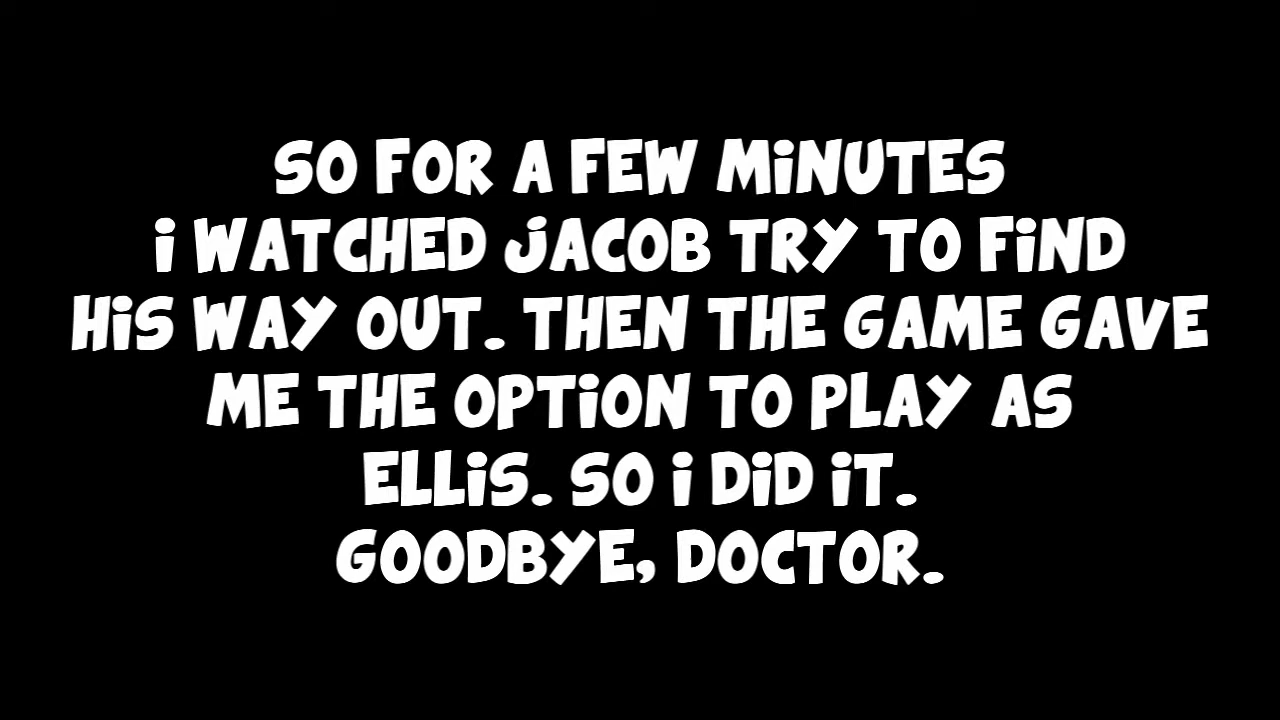 SO FOR A FEW MiNUTES
i WATCHED JACOB TRY TO FiND
HiS WAY OUT. THEN THE GAME GAVE
ME THE OPTiON TO PLAY AS
ELLiS. SO i DiD iT.
GOODBYE, DOCTOR.